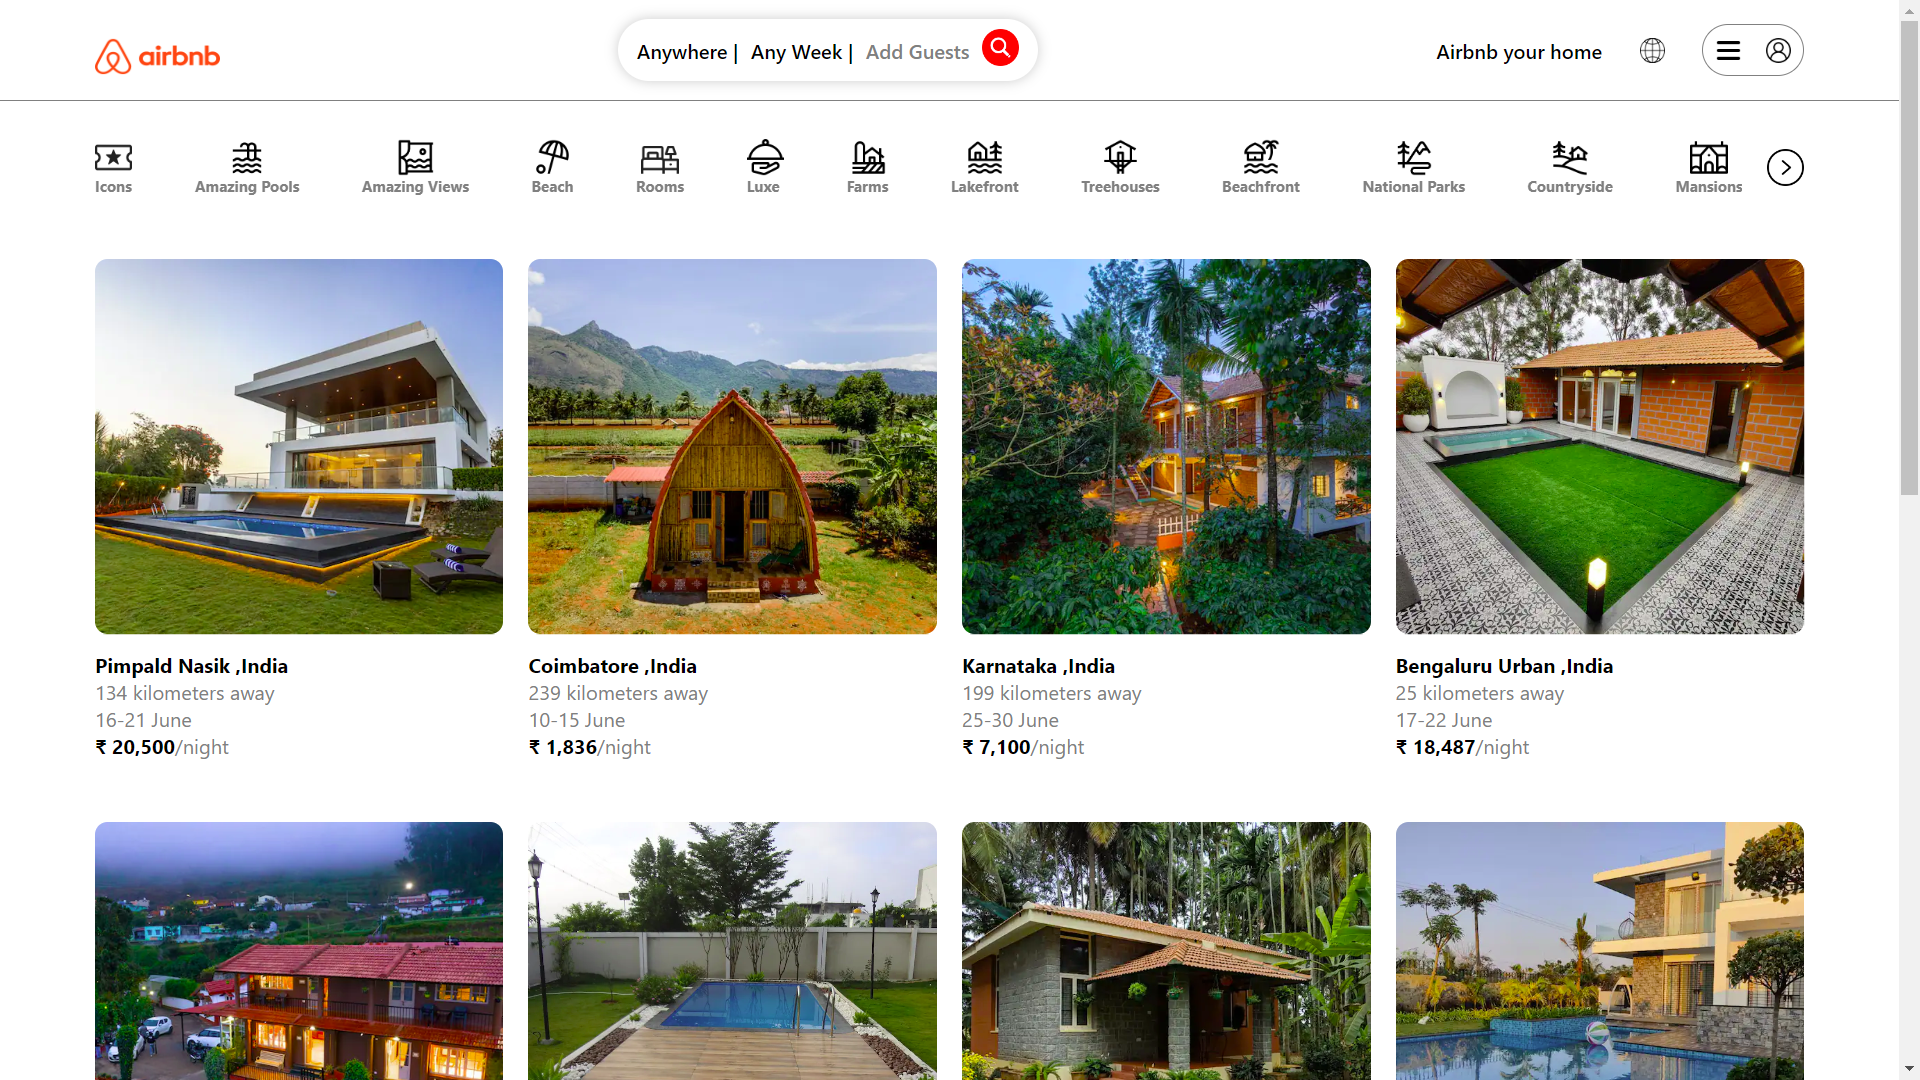 airbnb
Anywhere | Any Week | Add Guests
Airbnb your home
Icons
Amazing Pools
Amazing Views
Beach
Rooms
Luxe
Farms
Lakefront
Treehouses
Beachfront
National Parks
Countryside
Mansions
Pimpald Nasik ,India
134 kilometers away
16-21 June
₹ 20,500/night
Coimbatore ,India
239 kilometers away
10-15 June
₹ 1,836/night
Karnataka ,India
199 kilometers away
25-30 June
₹ 7,100/night
Bengaluru Urban ,India
25 kilometers away
17-22 June
₹ 18,487/night